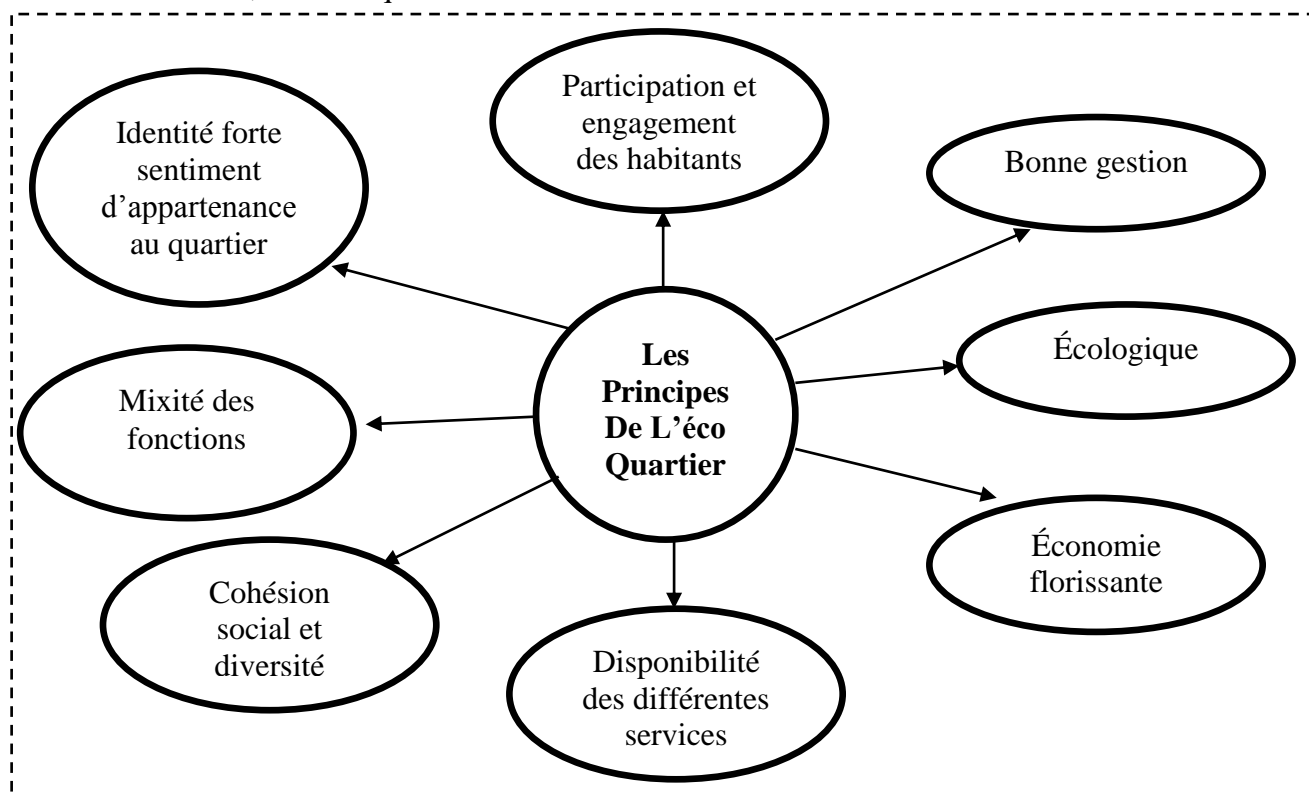 Participation et
engagement
des habitants
Identité forte
sentiment
d’appartenance
au quartier
Bonne gestion
Les
Principes
De L’éco
Quartier
Écologique
Mixité des
fonctions
Économie
florissante
Cohésion
social et
diversité
Disponibilité
des différentes
services